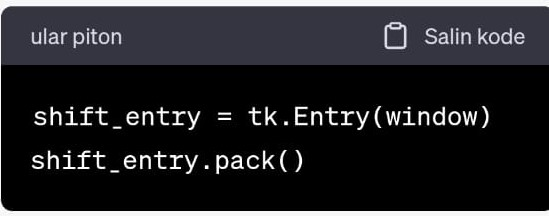 ular piton
Salin kode
shift_entry = tk.Entry(window)
shift_entry.pack()